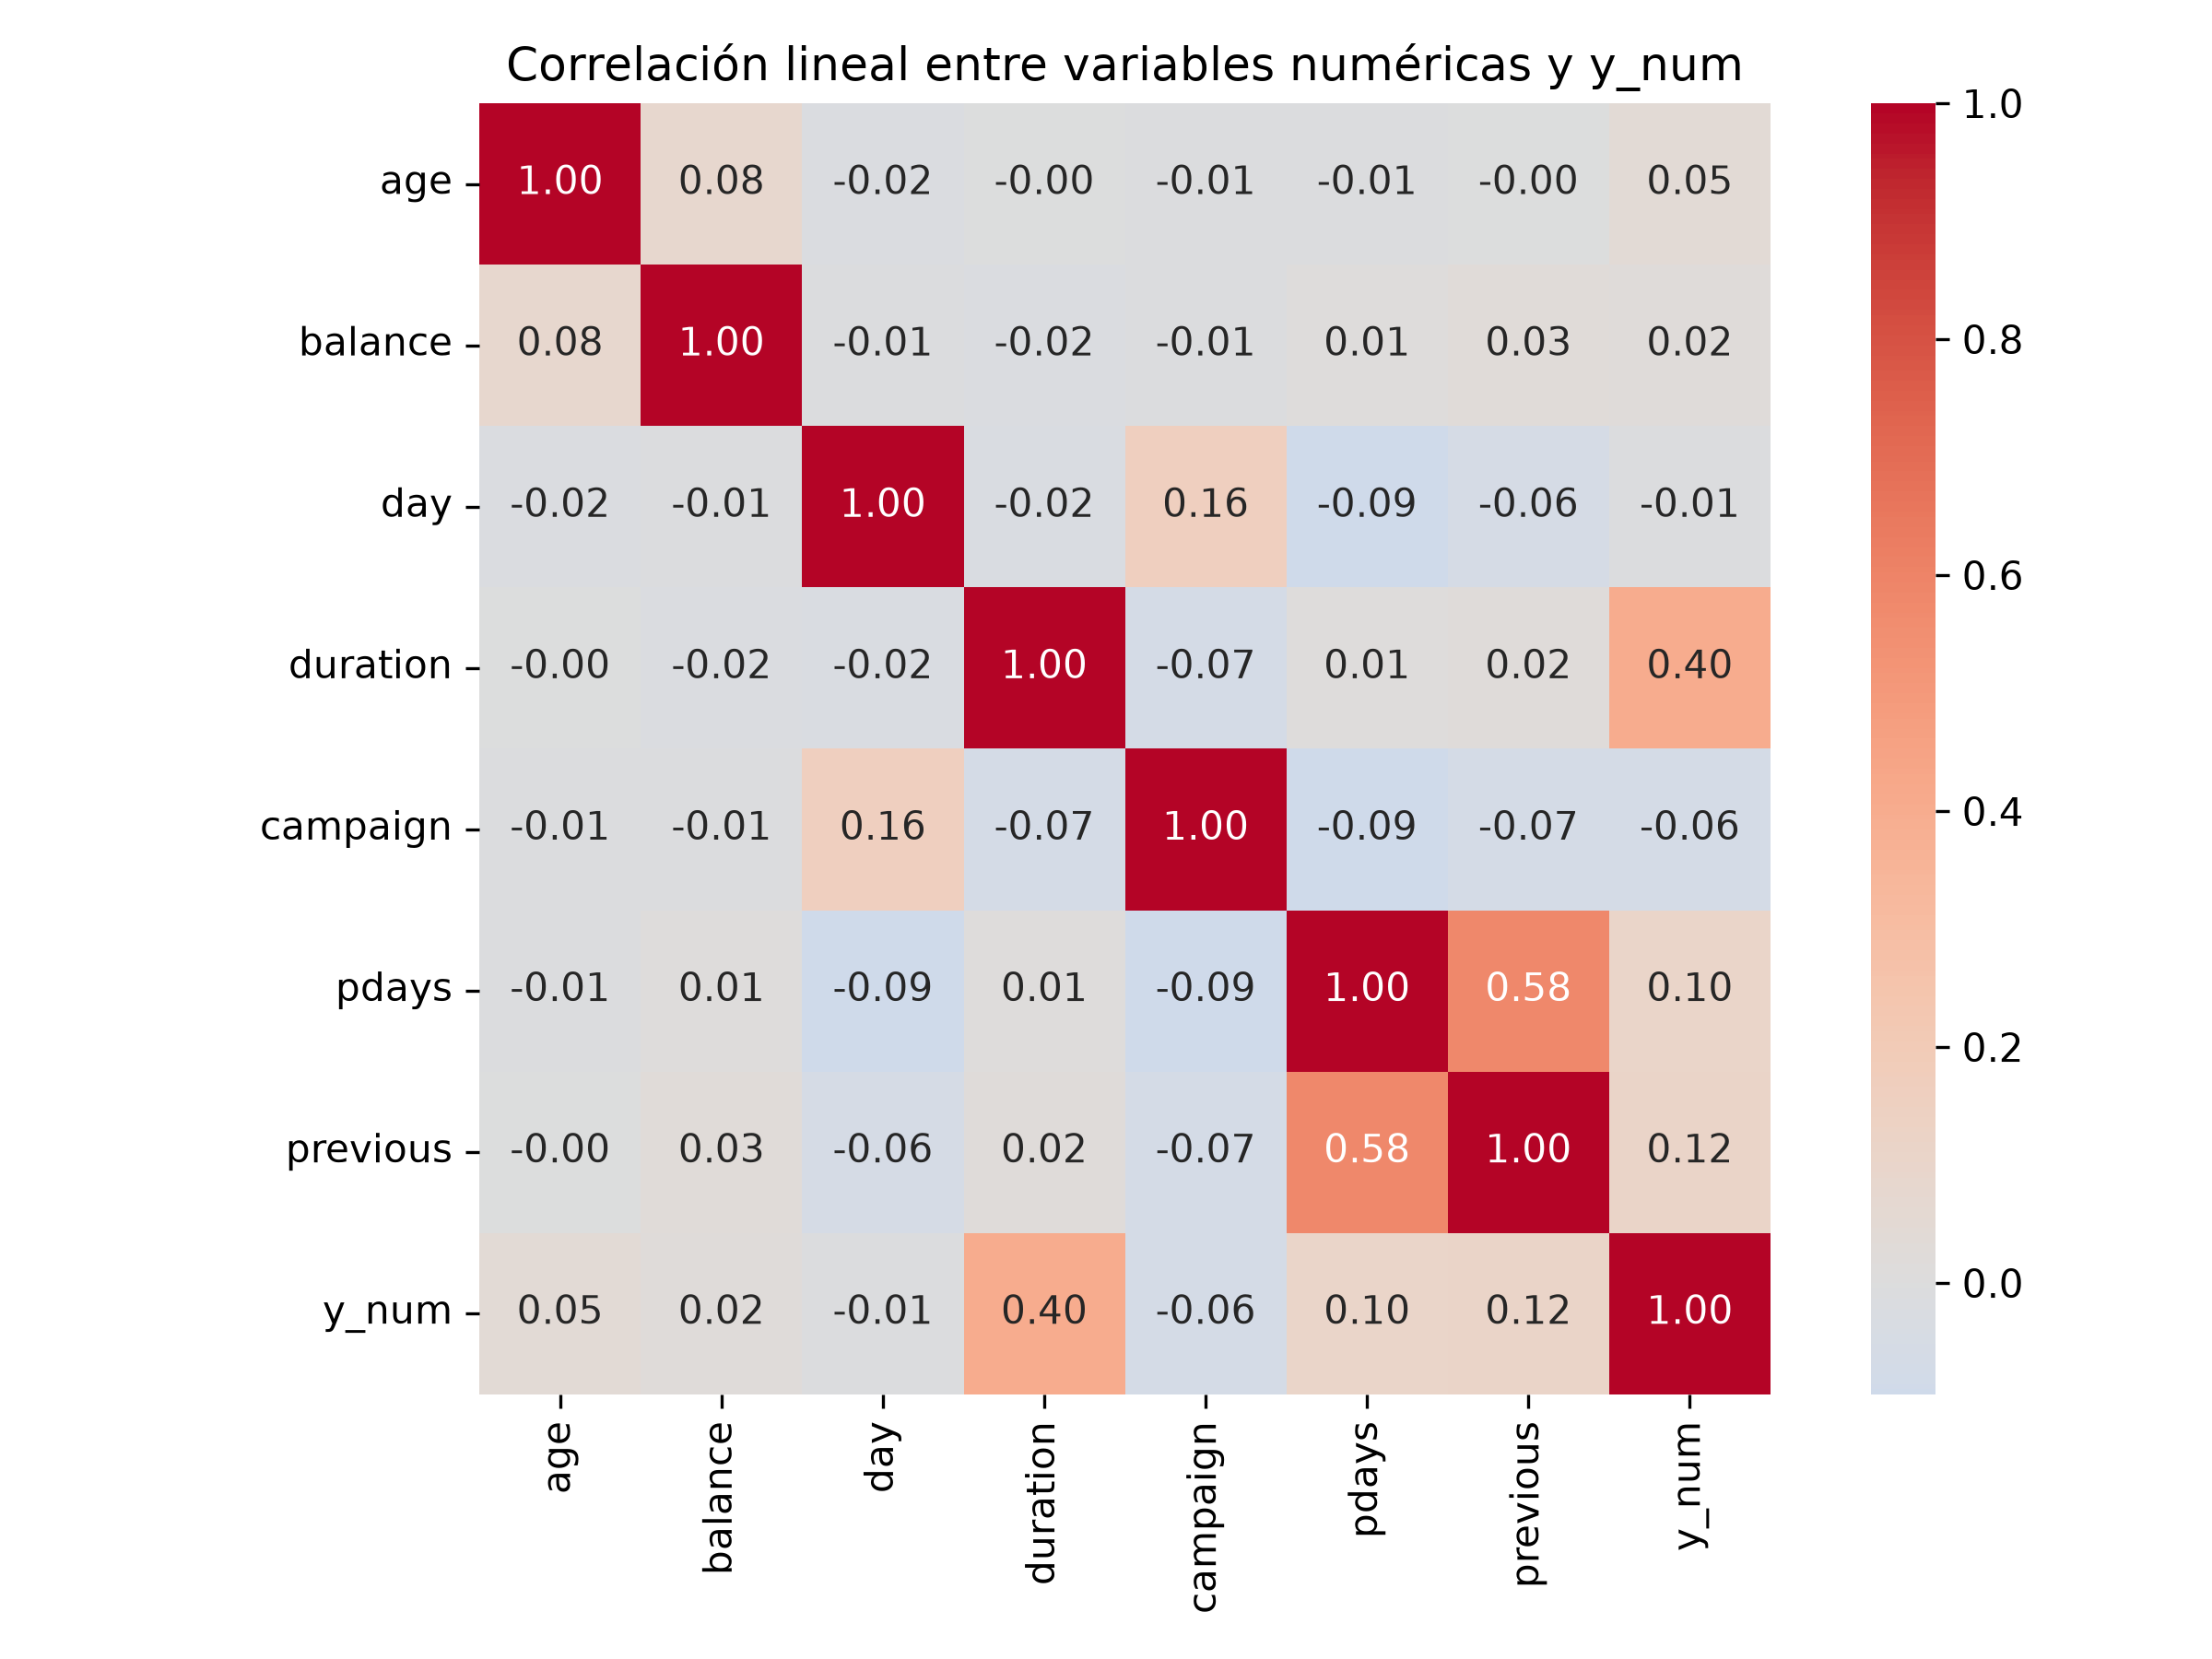 Correlación lineal entre variables numéricas y y_num
age 1.00 0.08 -0.02 -0.00 -0.01 -0.01 -0.00 0.05
balance 0.08 1.00 -0.01 -0.02 -0.01 0.01 0.03 0.02
day -0.02 -0.01 1.00 -0.02 0.16 -0.09 -0.06 -0.01
duration -0.00 -0.02 -0.02 1.00 -0.07 0.01 0.02 0.40
campaign -0.01 -0.01 0.16 -0.07 1.00 -0.09 -0.07 -0.06
pdays -0.01 0.01 -0.09 0.01 -0.09 1.00 0.58 0.10
previous -0.00 0.03 -0.06 0.02 -0.07 0.58 1.00 0.12
y_num 0.05 0.02 -0.01 0.40 -0.06 0.10 0.12 1.00
age balance day duration campaign pdays previous y_num
1.0
0.8
0.6
0.4
0.2
0.0